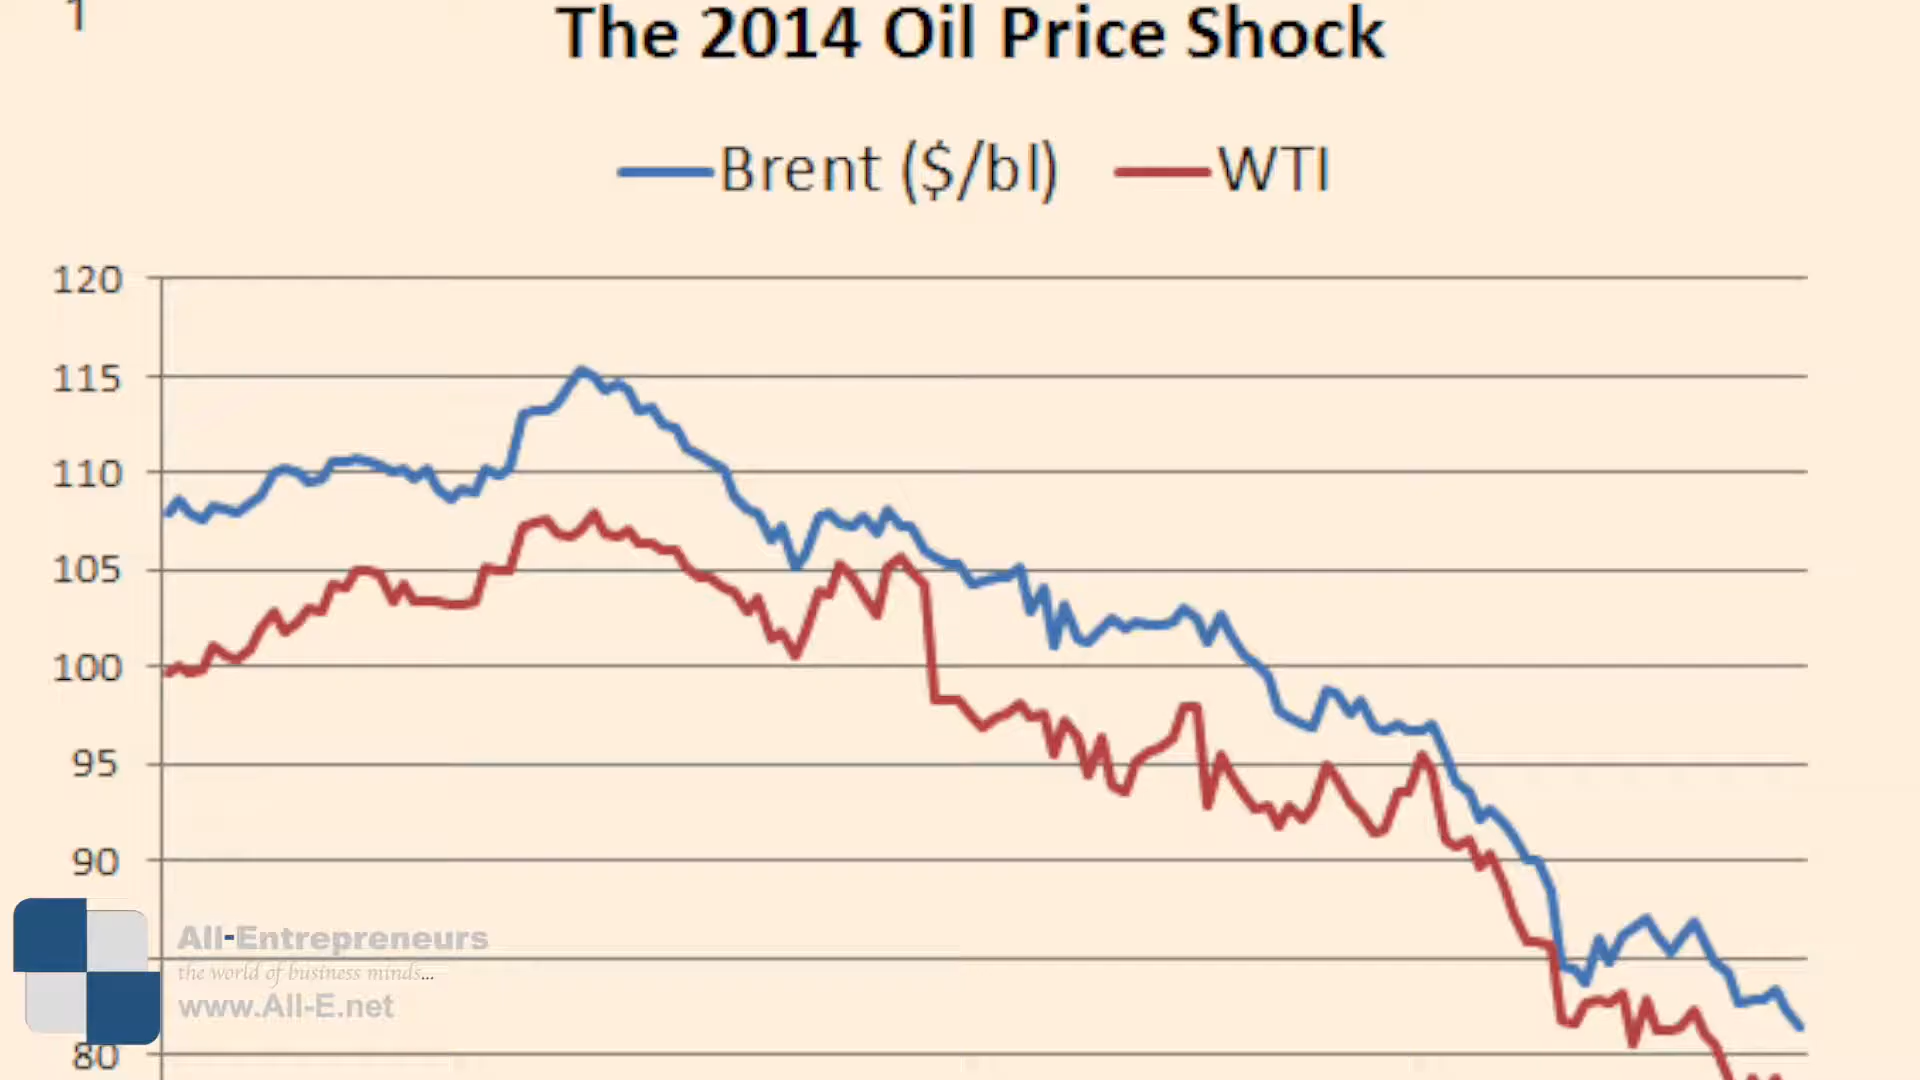 1
The 2014 Oil Price Shock
Brent ($/bl) WTI
120
115
110
105
100
95
90
80
All-Entrepreneurs
the world of business minds...
www.All-E.net